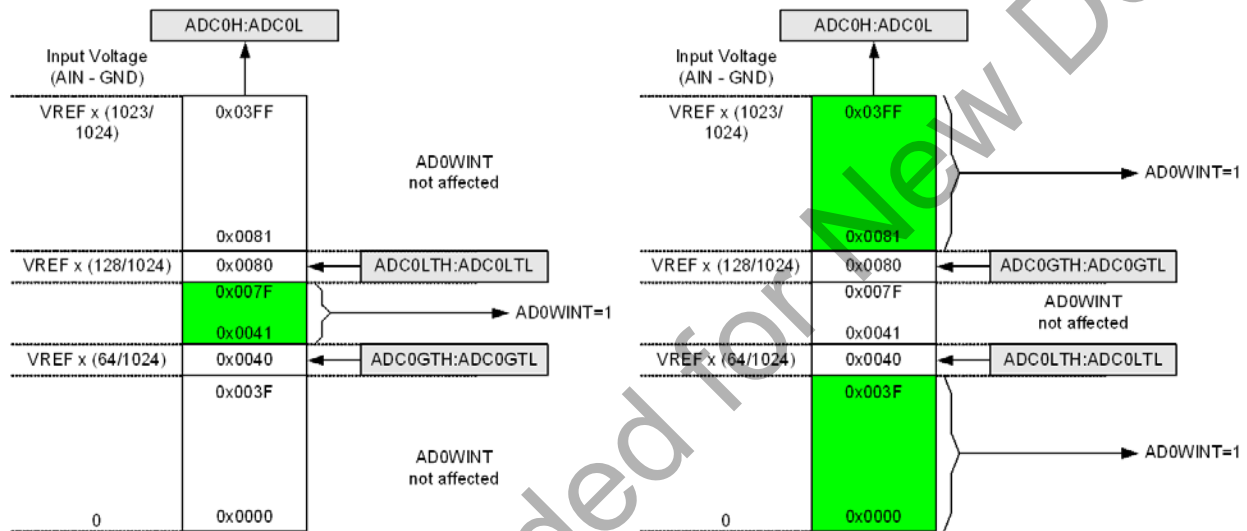 ADC0H:ADC0L
Input Voltage
(AIN - GND)
VREF x (1023/
1024)
0x03FF
AD0WINT
not affected
0x0081
VREF x (128/1024)
0x0080
ADC0LTH:ADC0LTL
0x007F
AD0WINT=1
0x0041
VREF x (64/1024)
0x0040
ADC0GTH:ADC0GTL
0x003F
AD0WINT
not affected
0
0x0000
ADC0H:ADC0L
Input Voltage
(AIN - GND)
VREF x (1023/
1024)
0x03FF
AD0WINT=1
0x0081
VREF x (128/1024)
0x0080
ADC0GTH:ADC0GTL
0x007F
AD0WINT
not affected
0x0041
VREF x (64/1024)
0x0040
ADC0LTH:ADC0LTL
0x003F
AD0WINT=1
0
0x0000
for New